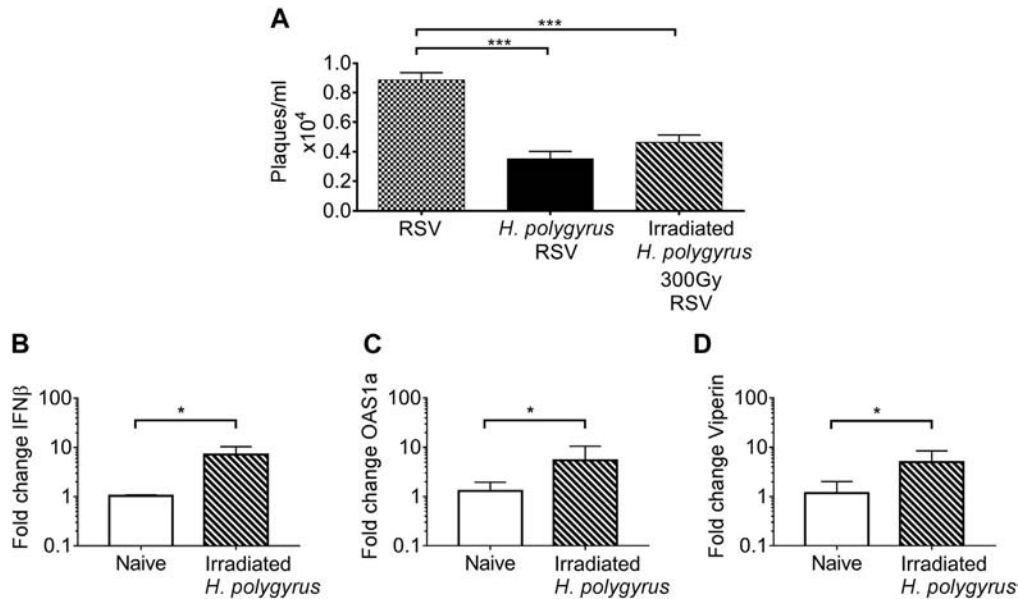 A
***
***
Plaques/ml
x10⁴
1.0
0.8
0.6
0.4
0.2
0.0
RSV
H. polygyrus
RSV
Irradiated
H. polygyrus
300Gy
RSV
B
Fold change IFNβ
100
10
1
0.1
*
Naive
Irradiated
H. polygyrus
C
Fold change OAS1a
100
10
1
0.1
*
Naive
Irradiated
H. polygyrus
D
Fold change Viperin
100
10
1
0.1
*
Naive
Irradiated
H. polygyrus